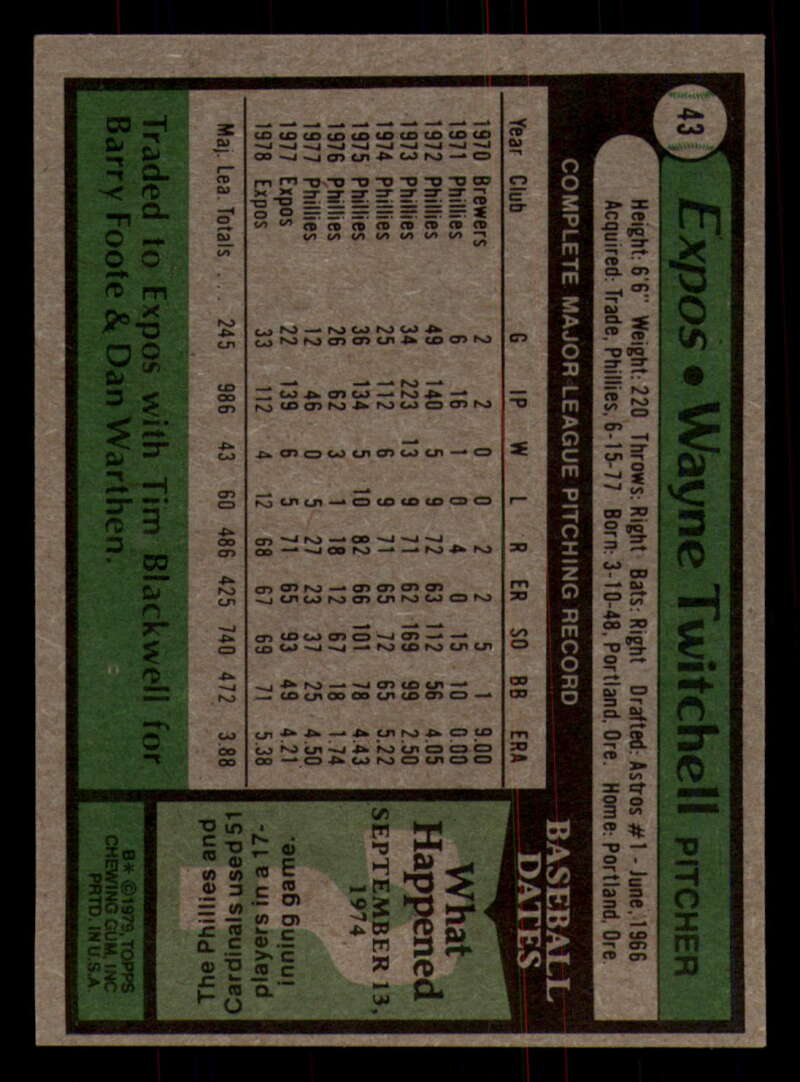 43
Expos • Wayne Twitchell PITCHER
Height: 6'6" Weight: 220 Throws: Right Bats: Right Drafted: Astros #1 - June, 1966
Acquired: Trade, Phillies, 6-15-77 Born: 3-10-48, Portland, Ore. Home: Portland, Ore.
COMPLETE MAJOR LEAGUE PITCHING RECORD
Year Club G IP W L R ER SO BB ERA
1970 Brewers 2 2 0 0 2 2 5 1 9.00
1971 Phillies 6 16 1 0 4 0 15 10 0.00
1972 Phillies 49 140 5 9 72 63 112 56 4.05
1973 Phillies 34 223 13 9 71 62 169 99 2.50
1974 Phillies 25 112 6 9 71 65 72 65 5.22
1975 Phillies 36 134 5 10 82 66 101 78 4.43
1976 Phillies 26 62 3 1 18 12 67 18 1.74
1977 Phillies 12 46 0 5 27 23 37 25 4.50
1977 Expos 22 139 6 5 71 65 93 49 4.21
1978 Expos 33 112 4 12 68 67 69 71 5.38
Maj. Lea. Totals .... 245 986 43 60 486 425 740 472 3.88
Traded to Expos with Tim Blackwell for
Barry Foote & Dan Warthen.
BASEBALL
DATES
What
Happened
SEPTEMBER 13,
1974
The Phillies and
Cardinals used 51
players in a 17-
inning game.
B* © 1979, TOPPS
CHEWING GUM, INC
PRTD. IN U.S.A